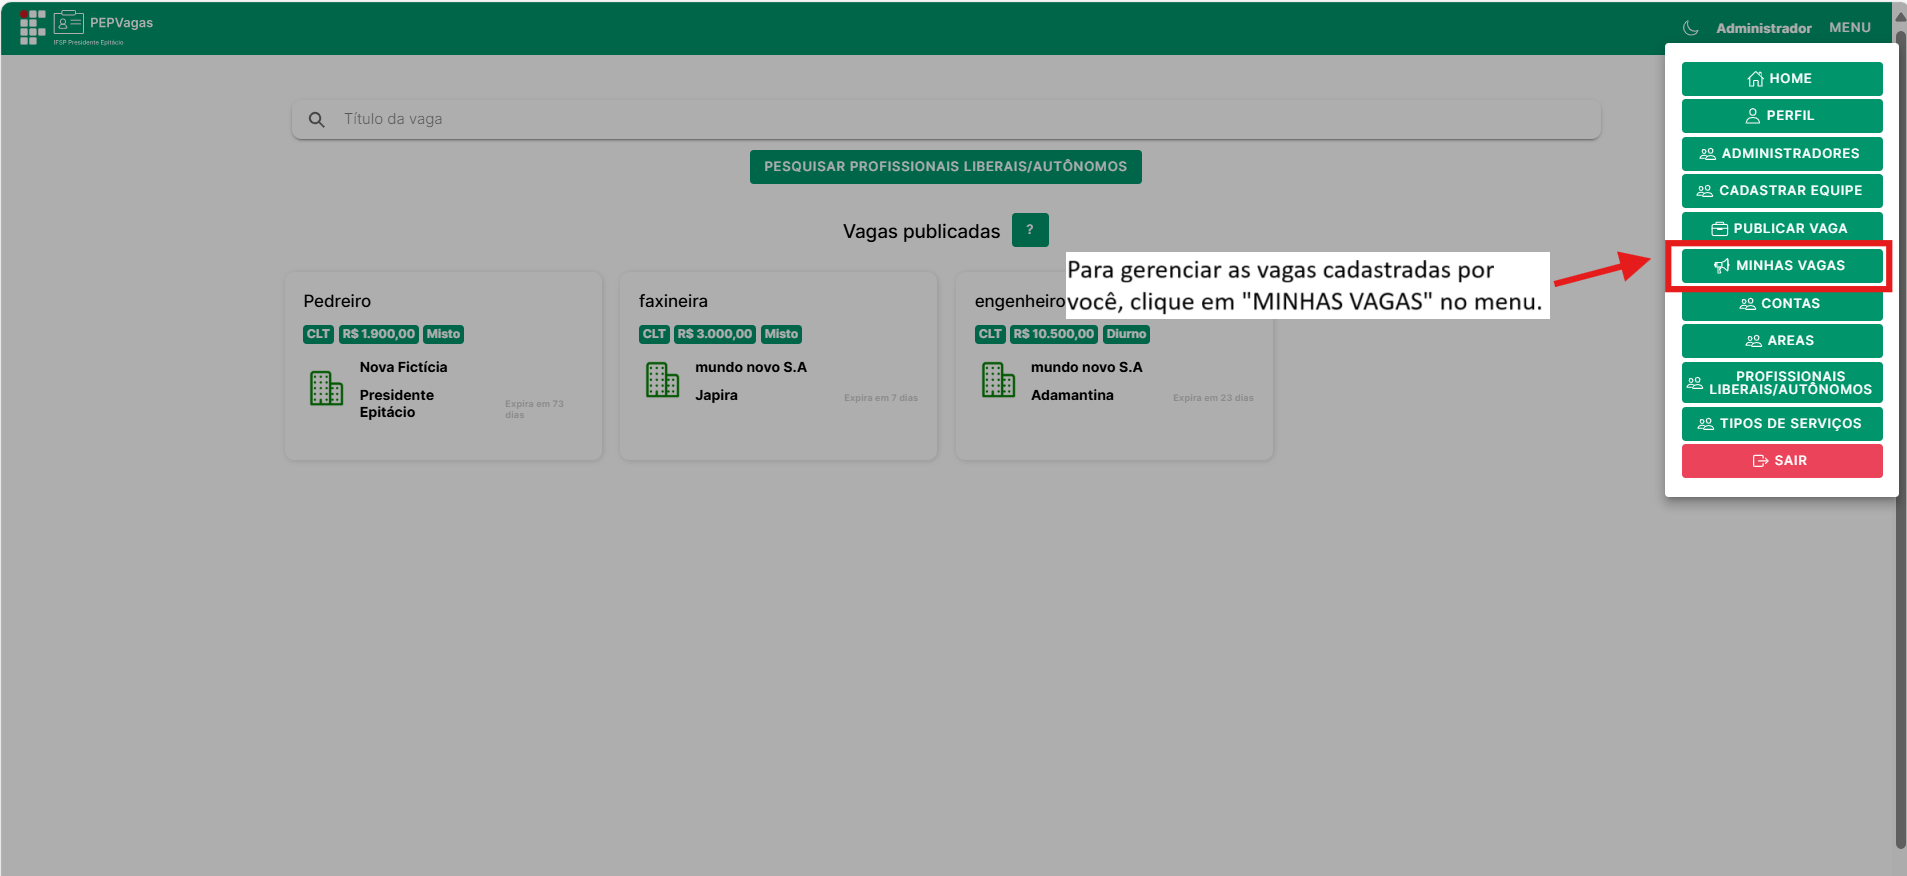 PEPVagas
IFSP Presidente Epitácio
Administrador MENU
Título da vaga
PESQUISAR PROFISSIONAIS LIBERAIS/AUTÔNOMOS
Vagas publicadas ?
Pedreiro
CLT R$ 1.900,00 Misto
Nova Fictícia
Presidente
Epitácio
Expira em 73
dias
faxineira
CLT R$ 3.000,00 Misto
mundo novo S.A
Japira
Expira em 7 dias
engenheiro
CLT R$ 10.500,00 Diurno
mundo novo S.A
Adamantina
Expira em 23 dias
Para gerenciar as vagas cadastradas por
você, clique em "MINHAS VAGAS" no menu.
HOME
PERFIL
ADMINISTRADORES
CADASTRAR EQUIPE
PUBLICAR VAGA
MINHAS VAGAS
CONTAS
AREAS
PROFISSIONAIS
LIBERAIS/AUTÔNOMOS
TIPOS DE SERVIÇOS
SAIR